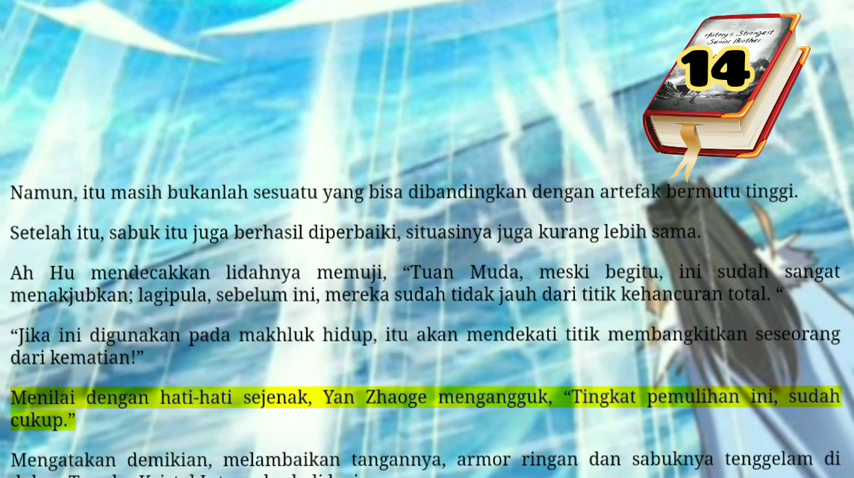 History's Strongest
Senior Brother
14
Namun, itu masih bukanlah sesuatu yang bisa dibandingkan dengan artefak bermutu tinggi.
Setelah itu, sabuk itu juga berhasil diperbaiki, situasinya juga kurang lebih sama.
Ah Hu mendecakkan lidahnya memuji, “Tuan Muda, meski begitu, ini sudah sangat
menakjubkan; lagipula, sebelum ini, mereka sudah tidak jauh dari titik kehancuran total. “
“Jika ini digunakan pada makhluk hidup, itu akan mendekati titik membangkitkan seseorang
dari kematian!”
Menilai dengan hati-hati sejenak, Yan Zhaoge mengangguk, “Tingkat pemulihan ini, sudah
cukup.”
Mengatakan demikian, melambaikan tangannya, armor ringan dan sabuknya tenggelam di